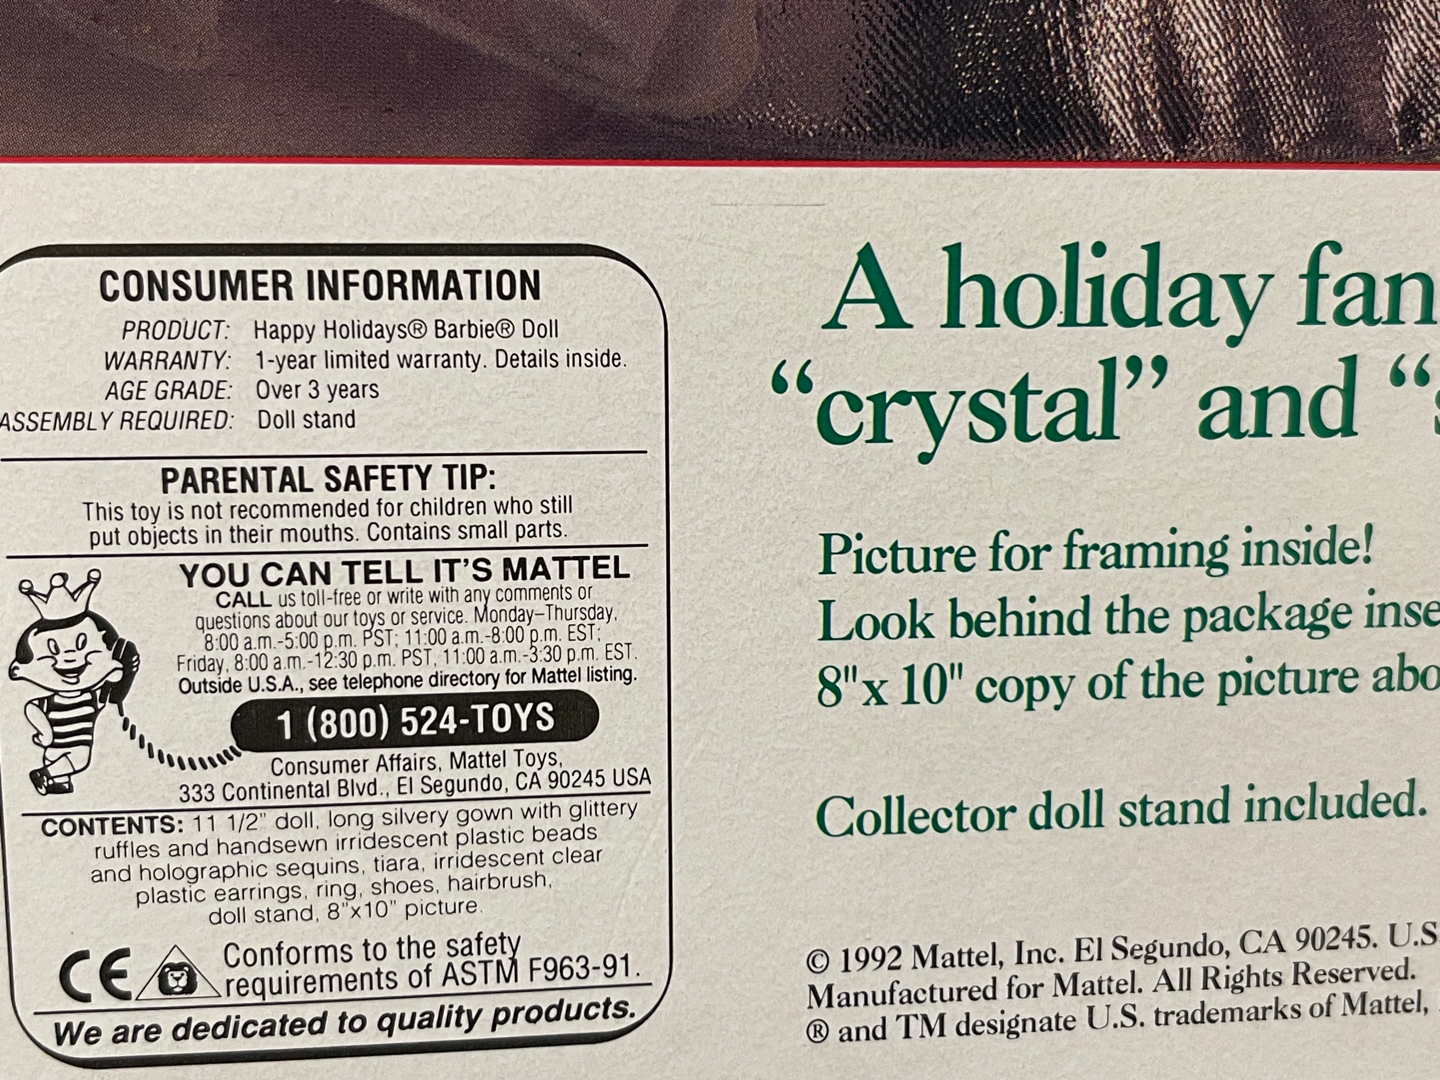 CONSUMER INFORMATION
PRODUCT: Happy Holidays® Barbie® Doll
WARRANTY: 1-year limited warranty. Details inside.
AGE GRADE: Over 3 years
ASSEMBLY REQUIRED: Doll stand
PARENTAL SAFETY TIP:
This toy is not recommended for children who still
put objects in their mouths. Contains small parts.
YOU CAN TELL IT'S MATTEL
CALL us toll-free or write with any comments or
questions about our toys or service. Monday–Thursday,
8:00 a.m.-5:00 p.m. PST; 11:00 a.m.-8:00 p.m. EST;
Friday, 8:00 a.m.-12:30 p.m. PST, 11:00 a.m.-3:30 p.m. EST.
Outside U.S.A., see telephone directory for Mattel listing.
1 (800) 524-TOYS
Consumer Affairs, Mattel Toys,
333 Continental Blvd., El Segundo, CA 90245 USA
CONTENTS: 11 1/2" doll, long silvery gown with glittery
ruffles and handsewn irridescent plastic beads
and holographic sequins, tiara, irridescent clear
plastic earrings, ring, shoes, hairbrush,
doll stand, 8"x10" picture.
CE Conforms to the safety
requirements of ASTM F963-91.
We are dedicated to quality products.
A holiday fan
"crystal" and "s
Picture for framing inside!
Look behind the package inse
8"x 10" copy of the picture abo
Collector doll stand included.
© 1992 Mattel, Inc. El Segundo, CA 90245. U.S
Manufactured for Mattel. All Rights Reserved.
® and TM designate U.S. trademarks of Mattel,